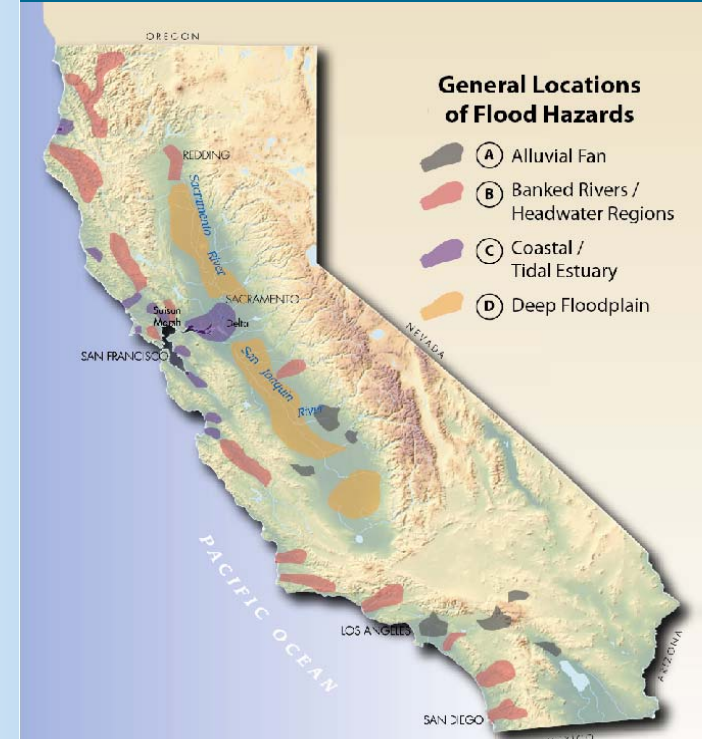 OREGON
General Locations
of Flood Hazards
A Alluvial Fan
B Banked Rivers /
Headwater Regions
C Coastal /
Tidal Estuary
D Deep Floodplain
REDDING
Sacramento
River
SACRAMENTO
Suisun
Marsh
Delta
SAN FRANCISCO
NEVADA
San
Joaquin
River
PACIFIC OCEAN
LOS ANGELES
ARIZONA
SAN DIEGO